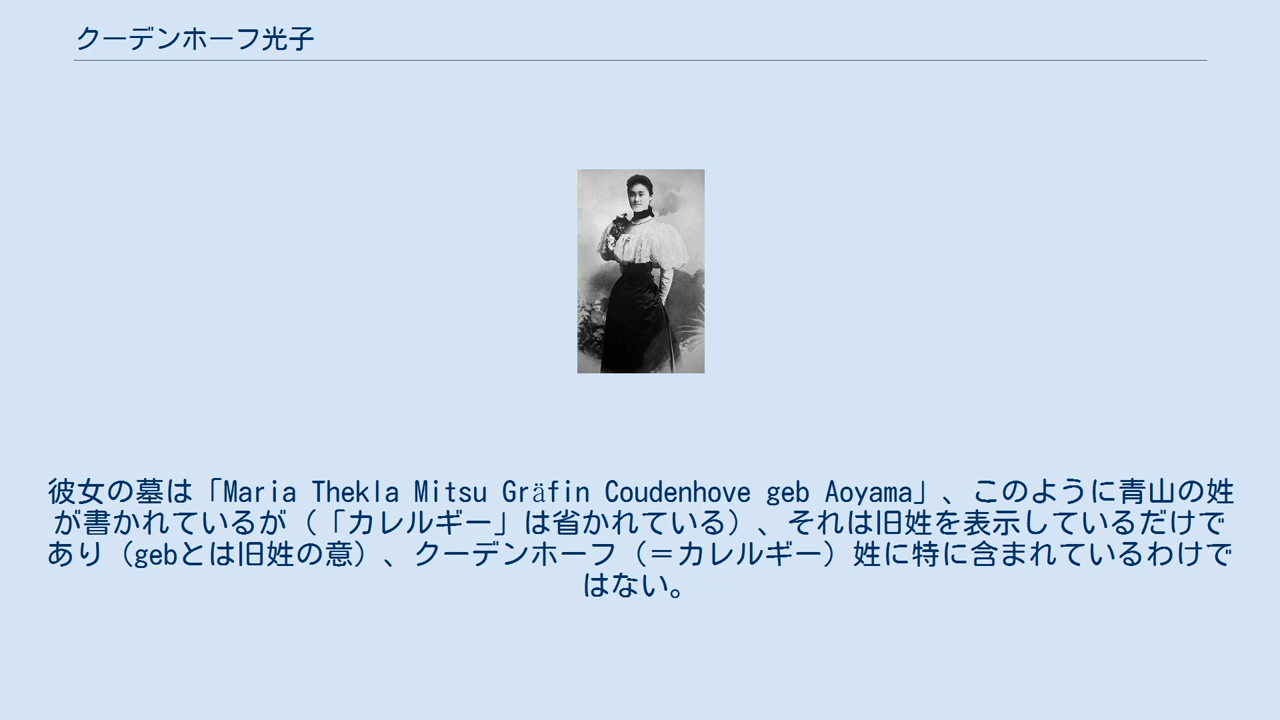 クーデンホーフ光子
彼女の墓は「Maria Thekla Mitsu Gräfin Coudenhove geb Aoyama」、このように青山の姓
が書かれているが（「カレルギー」は省かれている）、それは旧姓を表示しているだけで
あり（gebとは旧姓の意）、クーデンホーフ（＝カレルギー）姓に特に含まれているわけで
はない。